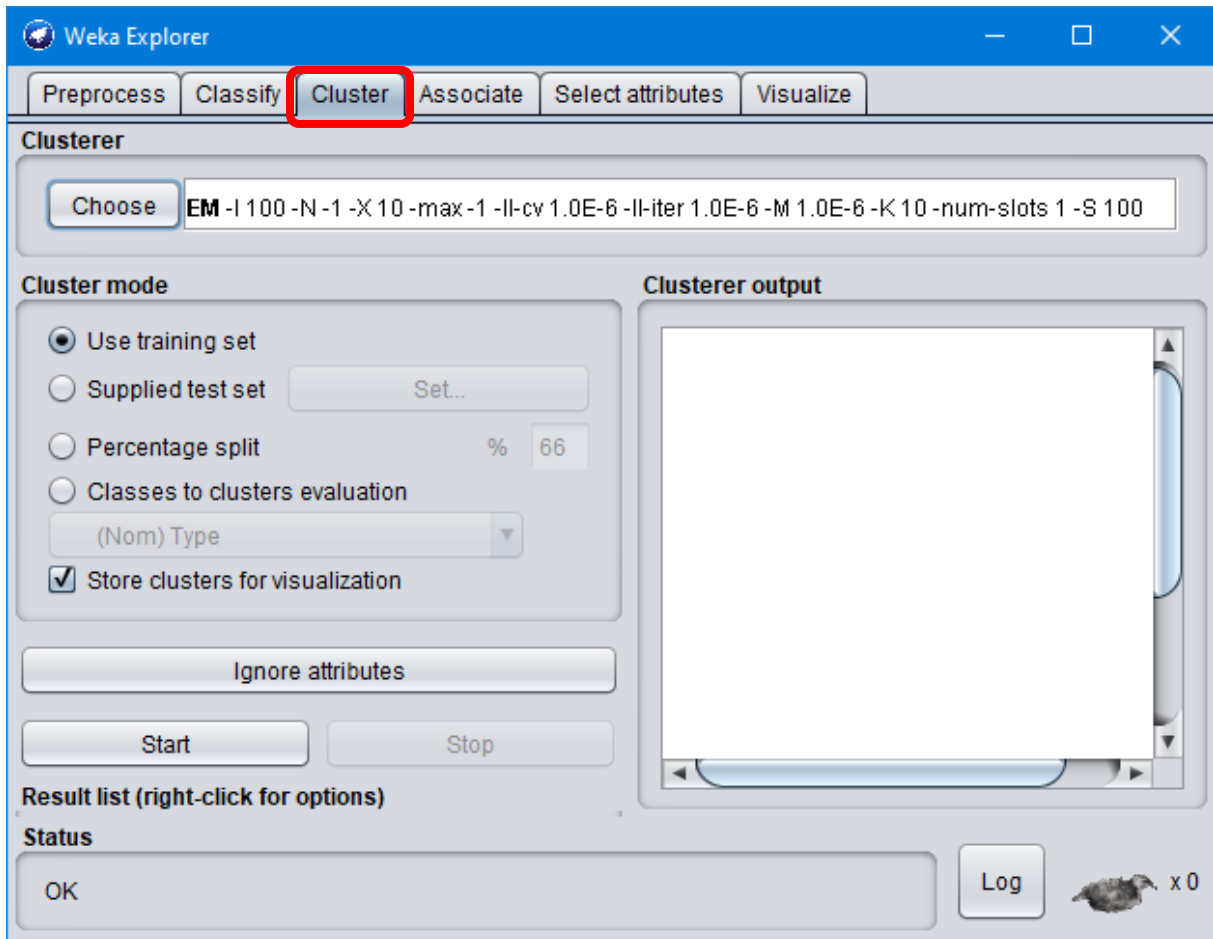 Weka Explorer
Preprocess Classify Cluster Associate Select attributes Visualize
Clusterer
Choose EM -I 100 -N -1 -X 10 -max -1 -ll-cv 1.0E-6 -ll-iter 1.0E-6 -M 1.0E-6 -K 10 -num-slots 1 -S 100
Cluster mode
Use training set
Supplied test set Set...
Percentage split % 66
Classes to clusters evaluation
(Nom) Type
Store clusters for visualization
Ignore attributes
Start Stop
Result list (right-click for options)
Clusterer output
Status
OK
Log x 0